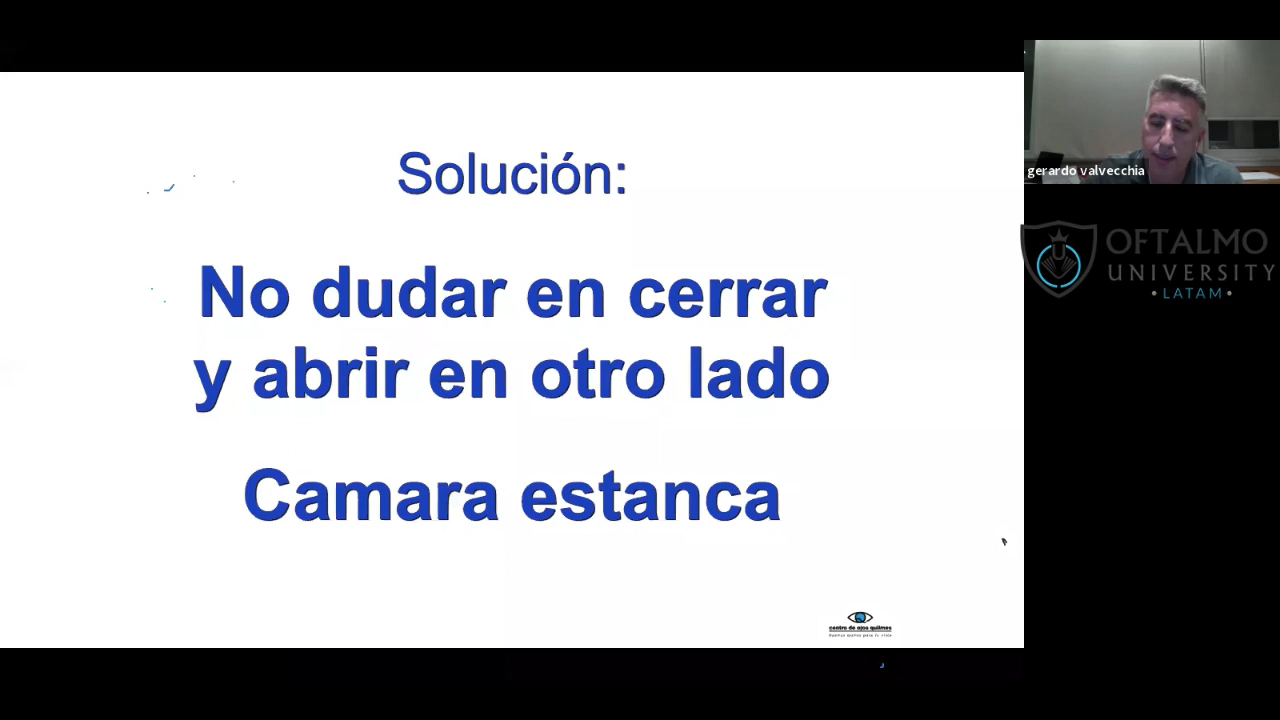 Solución:
No dudar en cerrar
y abrir en otro lado
Camara estanca
gerardo valvecchia
OFTALMO
UNIVERSITY
• LATAM •
centro de ojos quilmes